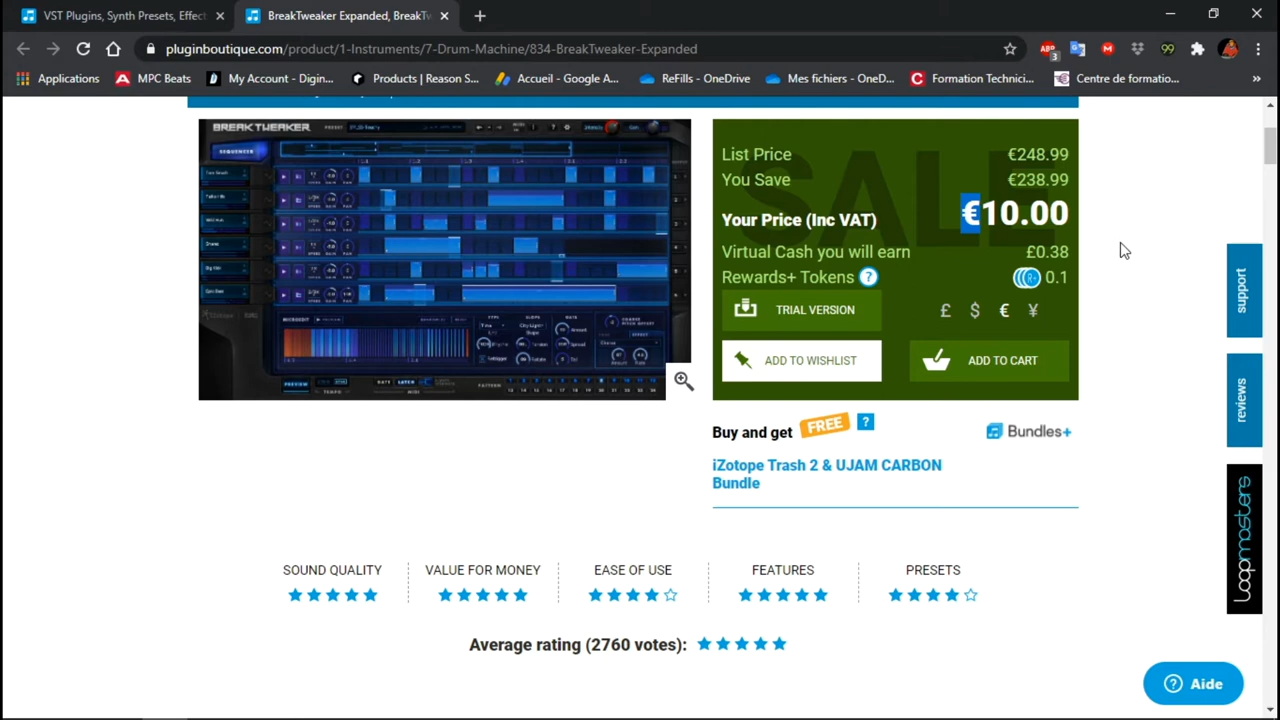 VST Plugins, Synth Presets, Effect
BreakTweaker Expanded, BreakTw
pluginboutique.com/product/1-Instruments/7-Drum-Machine/834-BreakTweaker-Expanded
Applications
MPC Beats
My Account - Digin...
Products | Reason S...
Accueil - Google A...
ReFills - OneDrive
Mes fichiers - OneD...
Formation Technici...
Centre de formatio...
»
BREAKTWEAKER
PRESET
SEQUENCER
SALE
List Price €248.99
You Save €238.99
Your Price (Inc VAT) €10.00
Virtual Cash you will earn £0.38
Rewards+ Tokens ? 0.1
TRIAL VERSION
£ $ € ¥
ADD TO WISHLIST
ADD TO CART
Buy and get FREE ?
Bundles+
iZotope Trash 2 & UJAM CARBON
Bundle
support
reviews
Loopmasters
SOUND QUALITY
VALUE FOR MONEY
EASE OF USE
FEATURES
PRESETS
Average rating (2760 votes):
? Aide